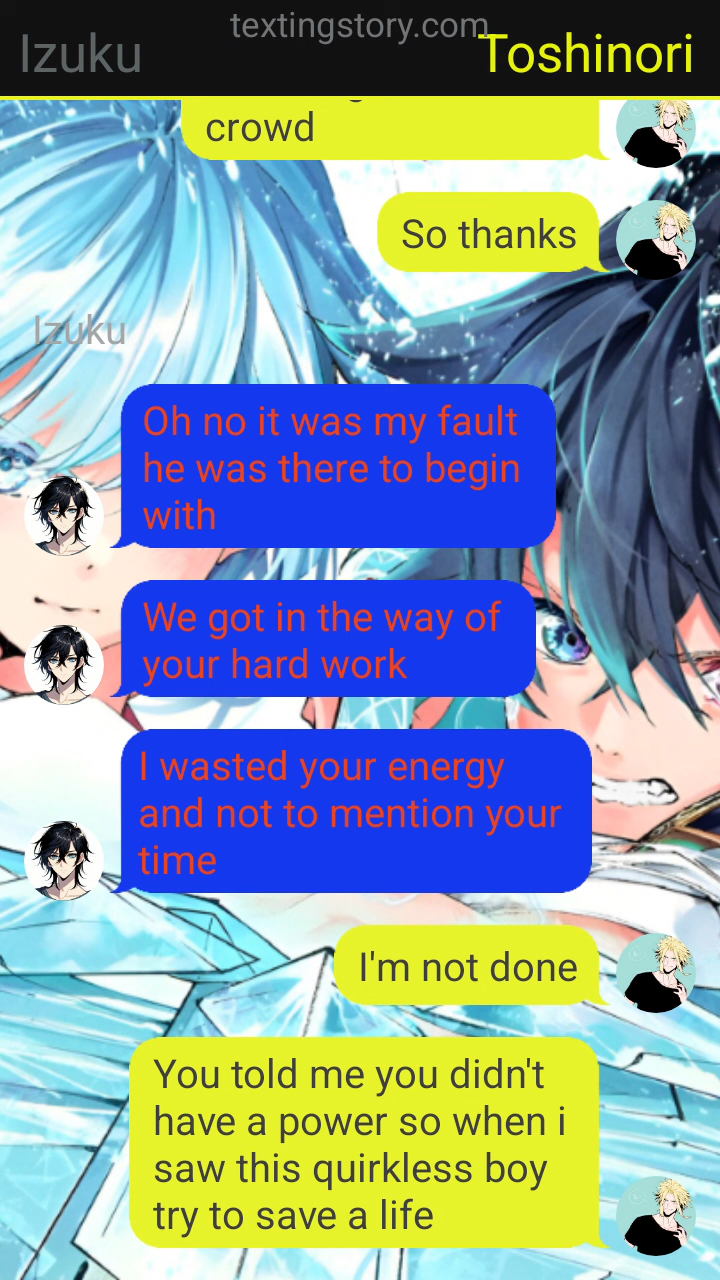 textingstory.com
Izuku
Toshinori
crowd
So thanks
Izuku
Oh no it was my fault
he was there to begin
with
We got in the way of
your hard work
I wasted your energy
and not to mention your
time
I'm not done
You told me you didn't
have a power so when i
saw this quirkless boy
try to save a life